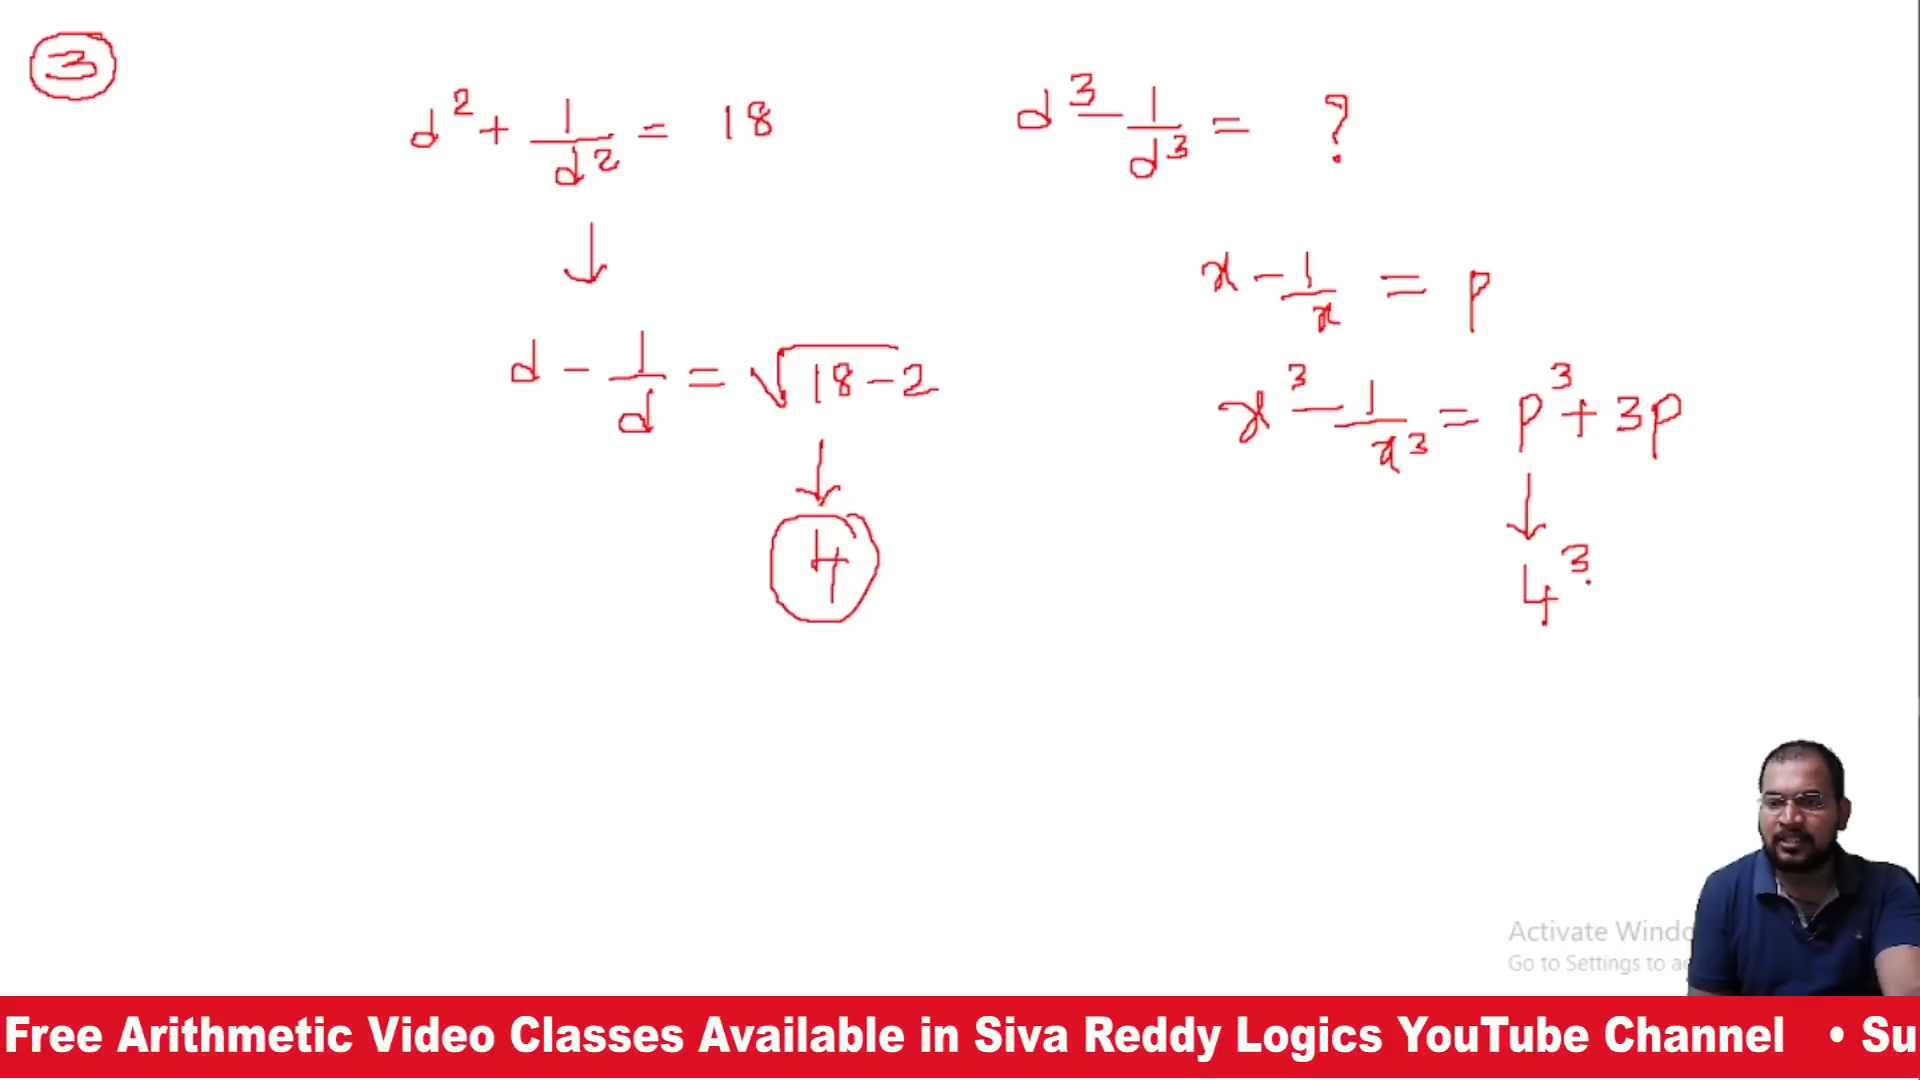 3
d² + 1/d² = 18
d³ - 1/d³ = ?
↓
x - 1/x = p
d - 1/d = √18-2
x³ - 1/x³ = p³ + 3p
↓
4
↓
4³
Activate Windo
Go to Settings to a
Free Arithmetic Video Classes Available in Siva Reddy Logics YouTube Channel • Su